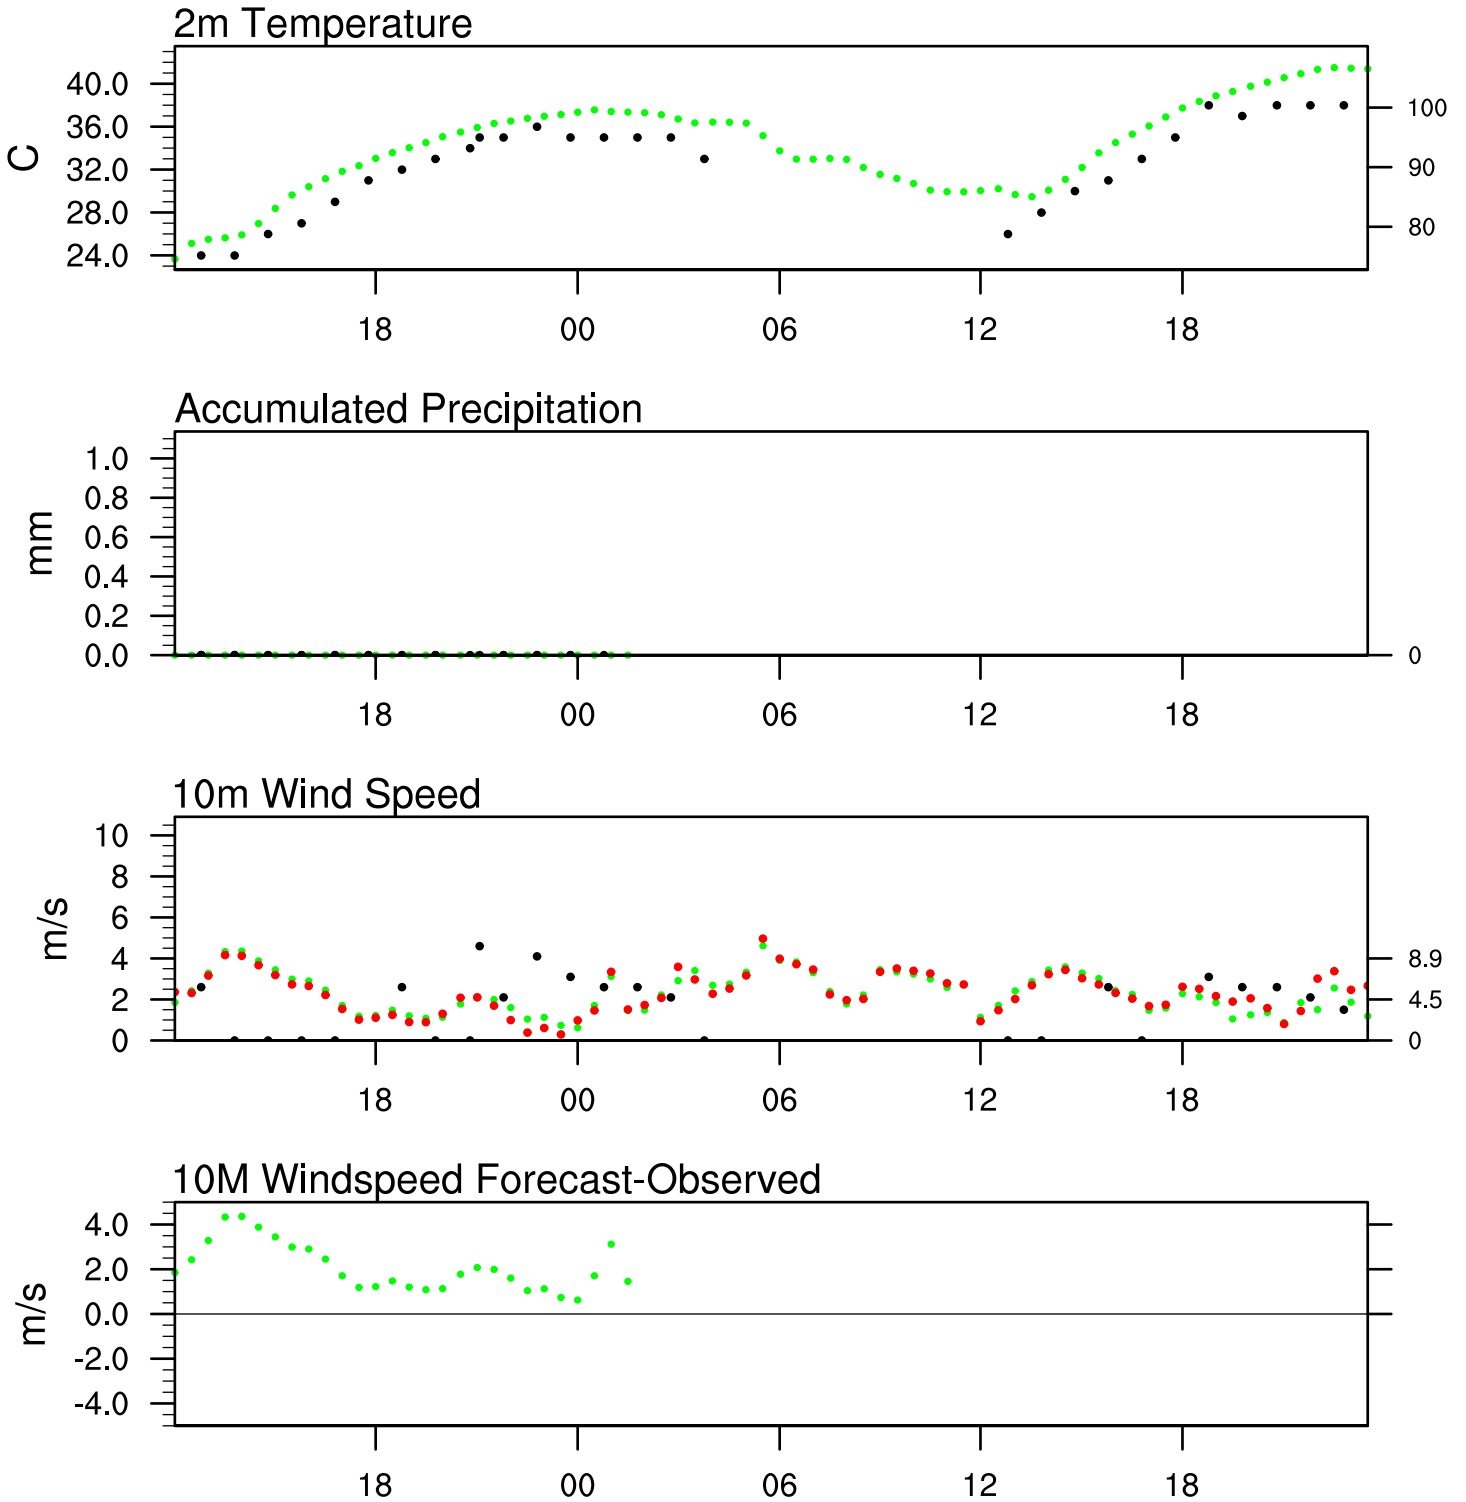 2m Temperature
40.0
36.0
32.0
28.0
24.0
C
100
90
80
18 00 06 12 18
Accumulated Precipitation
1.0
0.8
0.6
0.4
0.2
0.0
mm
0
18 00 06 12 18
10m Wind Speed
10
8
6
4
2
0
m/s
8.9
4.5
0
18 00 06 12 18
10M Windspeed Forecast-Observed
4.0
2.0
0.0
-2.0
-4.0
m/s
18 00 06 12 18